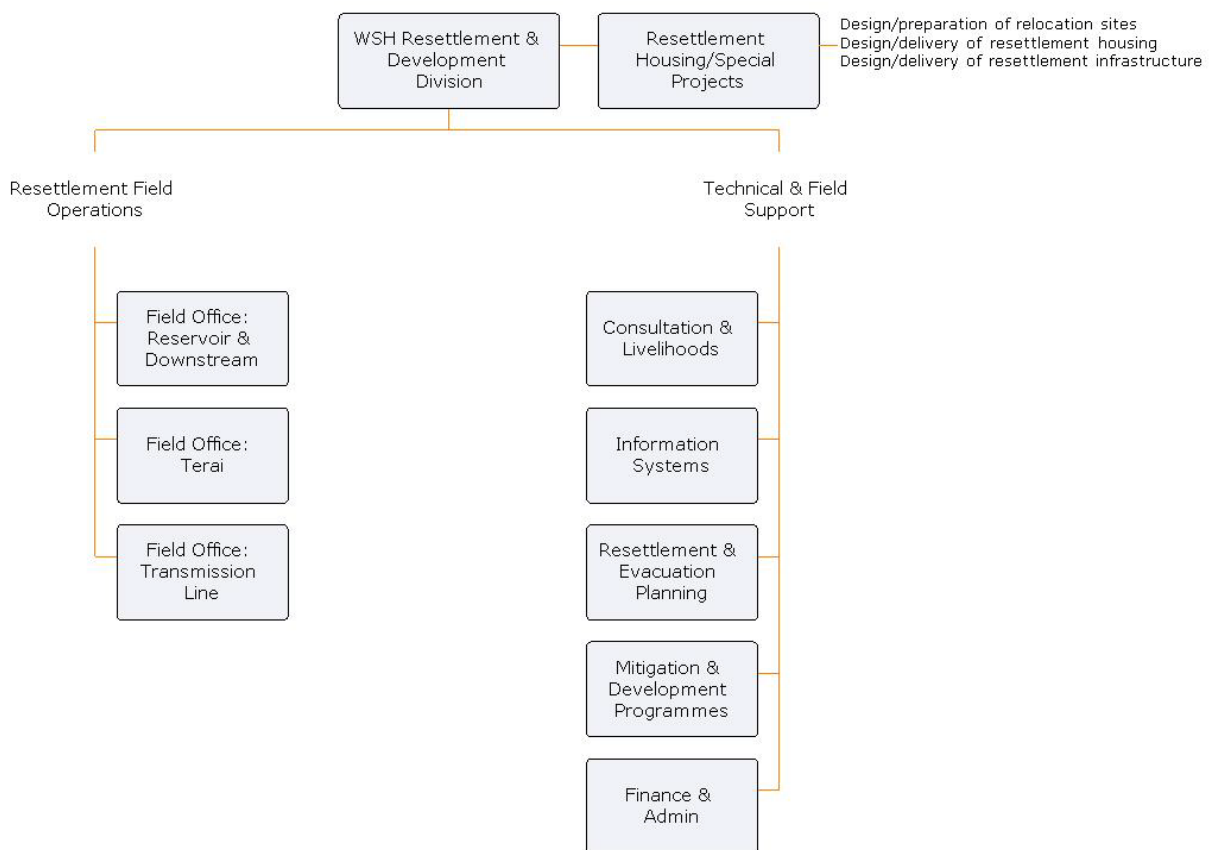 WSH Resettlement &
Development
Division
Resettlement
Housing/Special
Projects
Design/preparation of relocation sites
Design/delivery of resettlement housing
Design/delivery of resettlement infrastructure
Resettlement Field
Operations
Technical & Field
Support
Field Office:
Reservoir &
Downstream
Field Office:
Terai
Field Office:
Transmission
Line
Consultation &
Livelihoods
Information
Systems
Resettlement &
Evacuation
Planning
Mitigation &
Development
Programmes
Finance &
Admin